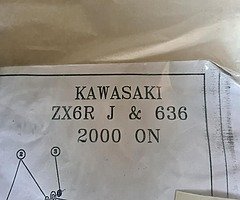 KAWASAKI
ZX6R J & 636
2000 ON